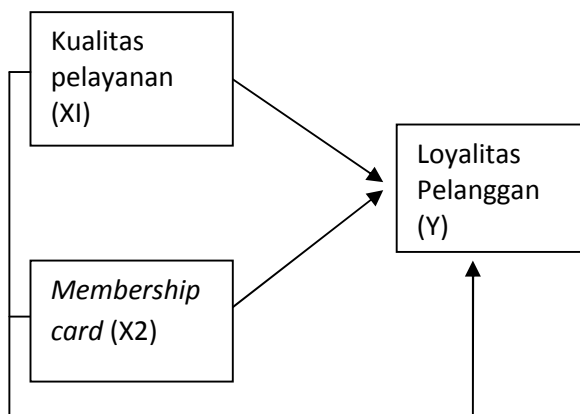 Kualitas
pelayanan
(XI)
Loyalitas
Pelanggan
(Y)
Membership
card (X2)